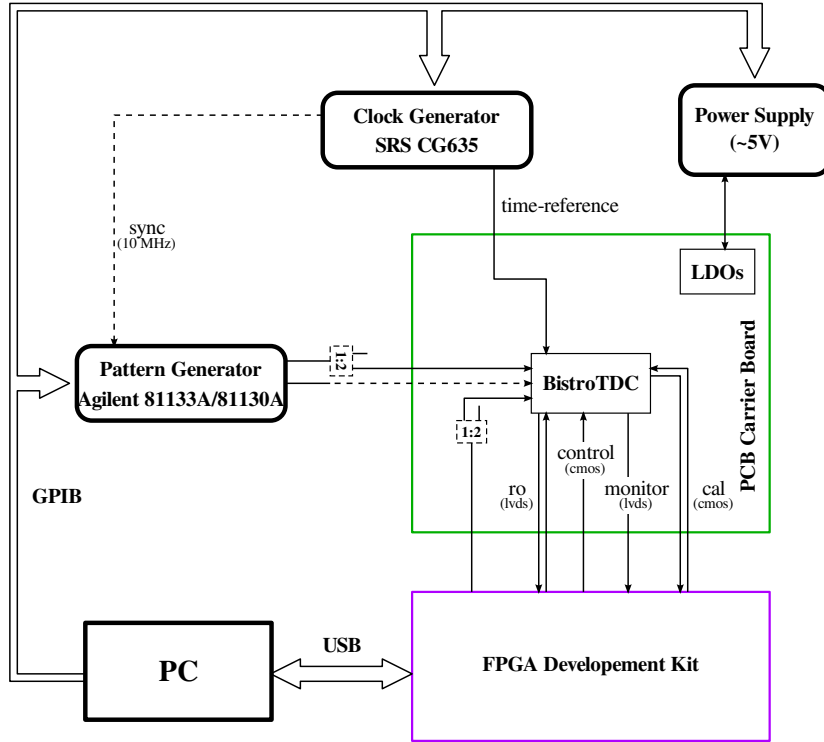 Clock Generator
SRS CG635
Power Supply
(~5V)
time-reference
sync
(10 MHz)
LDOs
Pattern Generator
Agilent 81133A/81130A
1:2
BistroTDC
PCB Carrier Board
1:2
control
(cmos)
ro
(lvds)
monitor
(lvds)
cal
(cmos)
GPIB
PC
USB
FPGA Developement Kit